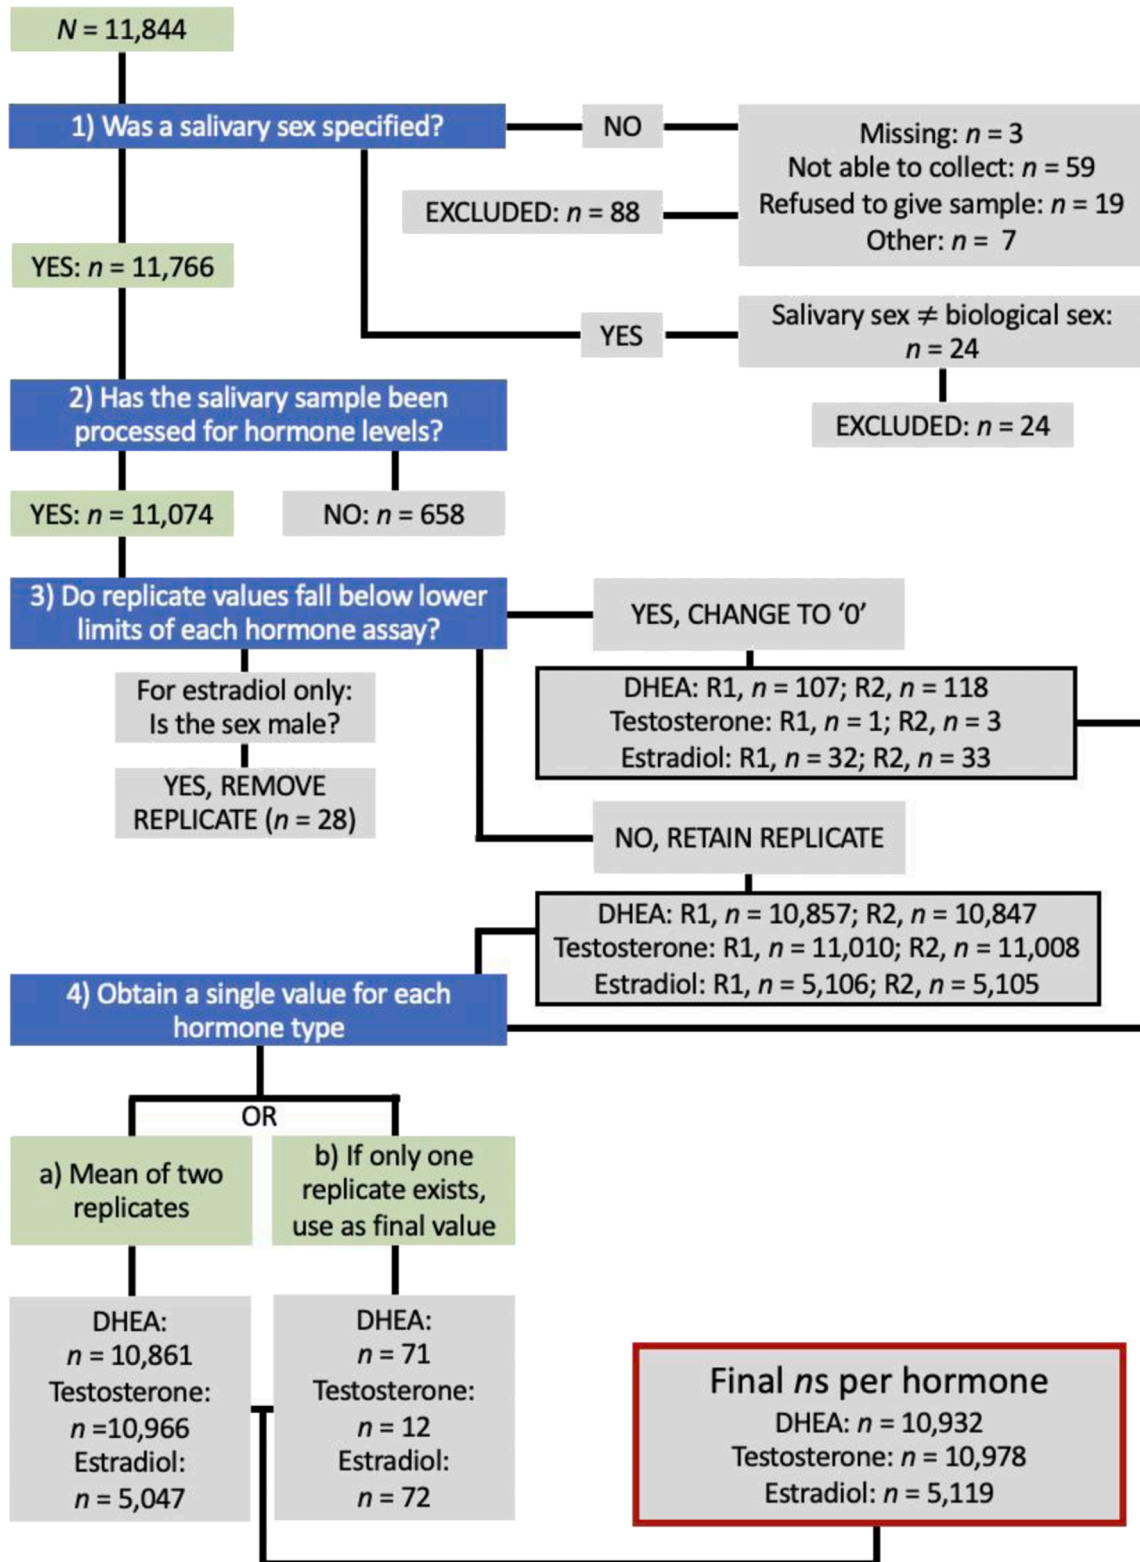 N = 11,844
1) Was a salivary sex specified?
NO
Missing: n = 3
Not able to collect: n = 59
Refused to give sample: n = 19
Other: n = 7
EXCLUDED: n = 88
YES: n = 11,766
YES
Salivary sex ≠ biological sex:
n = 24
EXCLUDED: n = 24
2) Has the salivary sample been
processed for hormone levels?
YES: n = 11,074
NO: n = 658
3) Do replicate values fall below lower
limits of each hormone assay?
YES, CHANGE TO ‘0’
DHEA: R1, n = 107; R2, n = 118
Testosterone: R1, n = 1; R2, n = 3
Estradiol: R1, n = 32; R2, n = 33
For estradiol only:
Is the sex male?
YES, REMOVE
REPLICATE (n = 28)
NO, RETAIN REPLICATE
DHEA: R1, n = 10,857; R2, n = 10,847
Testosterone: R1, n = 11,010; R2, n = 11,008
Estradiol: R1, n = 5,106; R2, n = 5,105
4) Obtain a single value for each
hormone type
OR
a) Mean of two
replicates
b) If only one
replicate exists,
use as final value
DHEA:
n = 10,861
Testosterone:
n =10,966
Estradiol:
n = 5,047
DHEA:
n = 71
Testosterone:
n = 12
Estradiol:
n = 72
Final ns per hormone
DHEA: n = 10,932
Testosterone: n = 10,978
Estradiol: n = 5,119